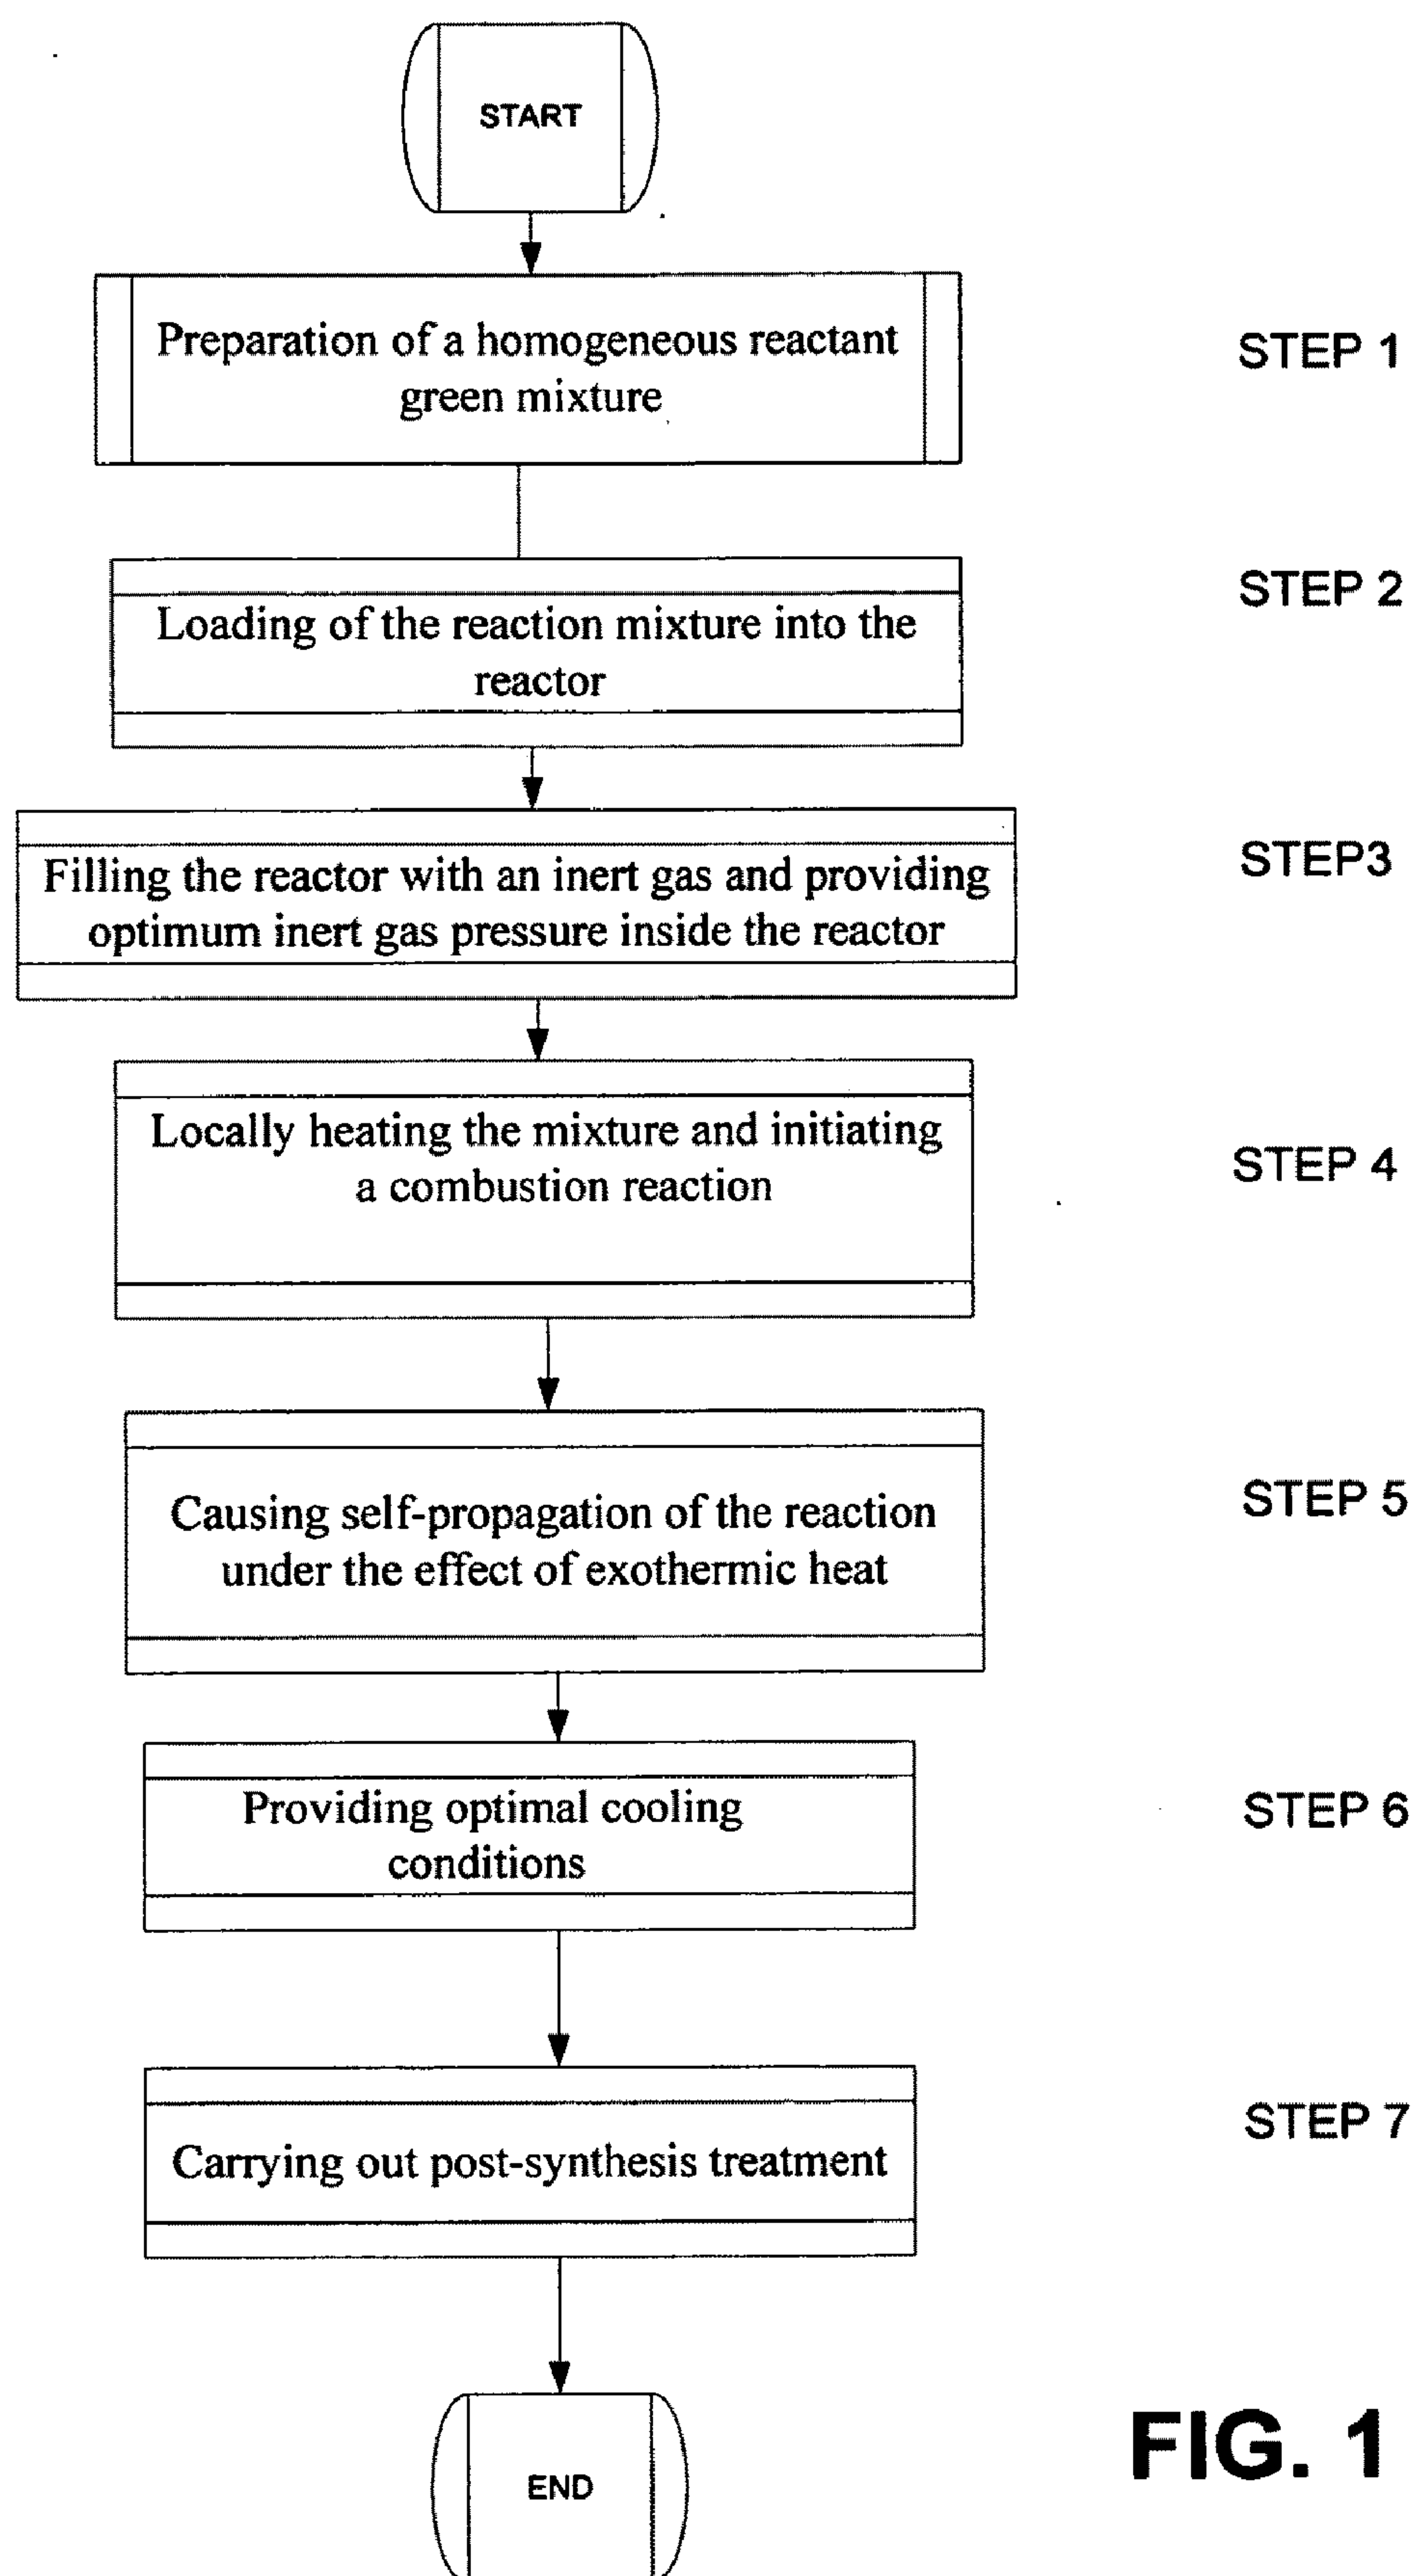 START
Preparation of a homogeneous reactant
green mixture
STEP 1
Loading of the reaction mixture into the
reactor
STEP 2
Filling the reactor with an inert gas and providing
optimum inert gas pressure inside the reactor
STEP3
Locally heating the mixture and initiating
a combustion reaction
STEP 4
Causing self-propagation of the reaction
under the effect of exothermic heat
STEP 5
Providing optimal cooling
conditions
STEP 6
Carrying out post-synthesis treatment
STEP 7
END
FIG. 1